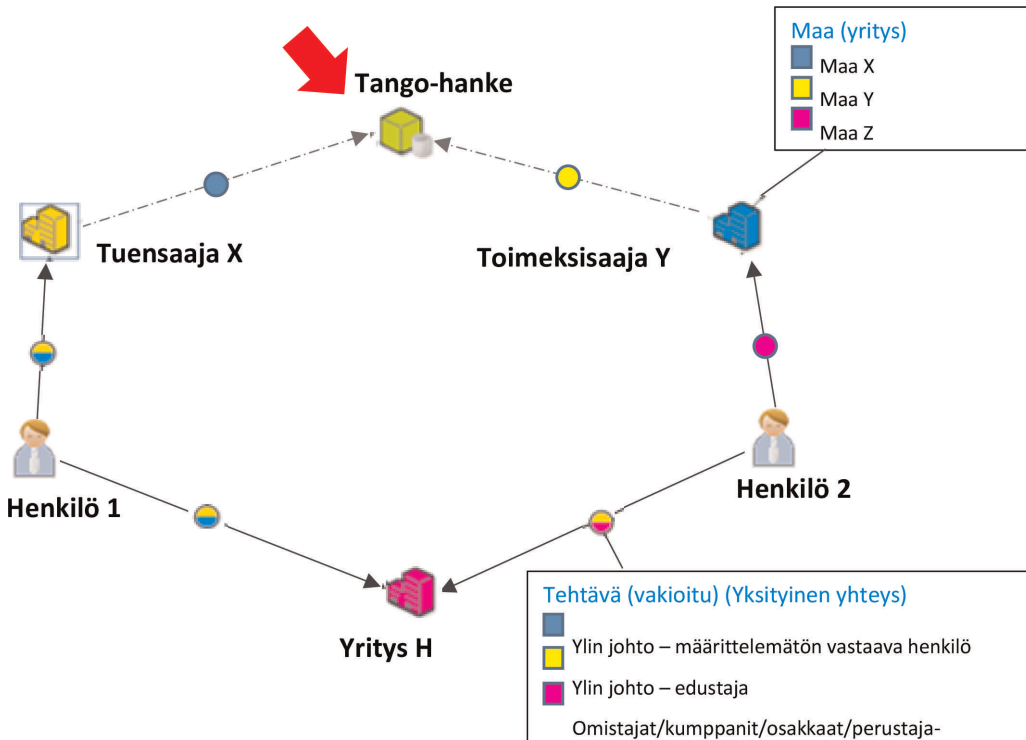 Maa (yritys)
Maa X
Maa Y
Maa Z
Tango-hanke
Tuensaaja X
Toimeksisaaja Y
Henkilö 1
Henkilö 2
Yritys H
Tehtävä (vakioitu) (Yksityinen yhteys)
Ylin johto – määrittelemätön vastaava henkilö
Ylin johto – edustaja
Omistajat/kumppanit/osakkaat/perustaja-